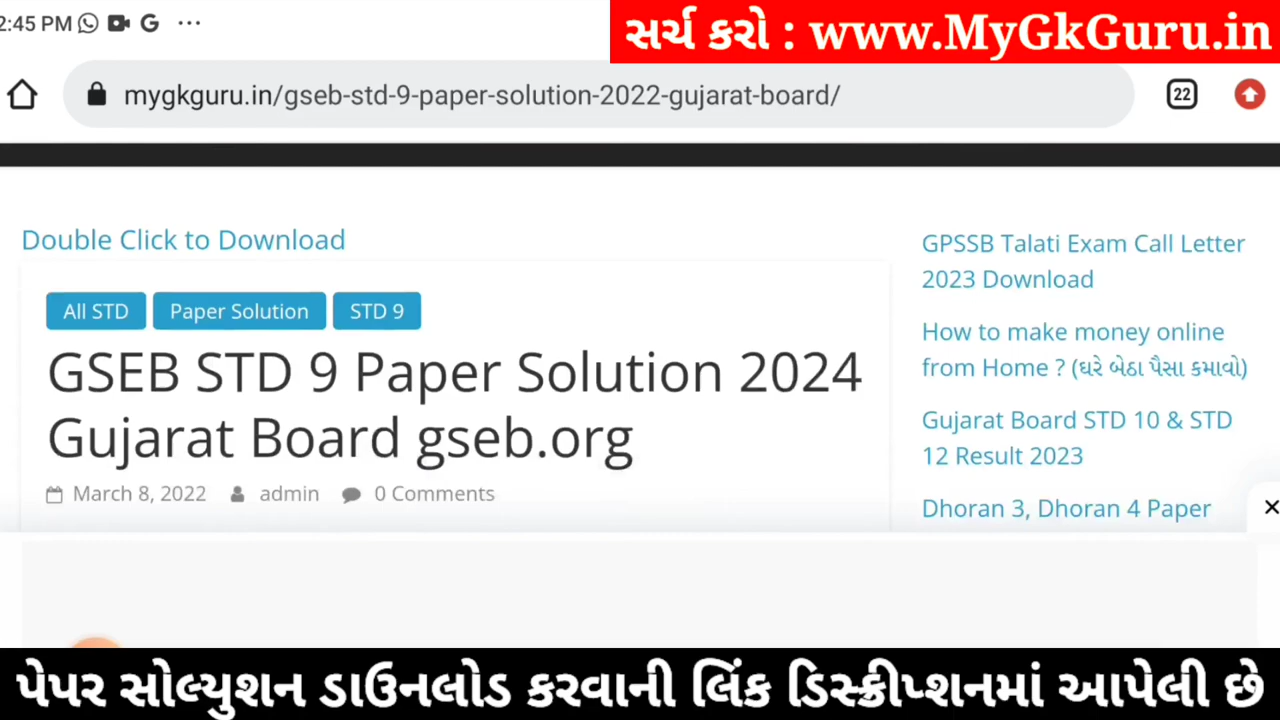 2:45 PM
સર્ચ કરો : www.MyGkGuru.in
mygkguru.in/gseb-std-9-paper-solution-2022-gujarat-board/
22
Double Click to Download
All STD
Paper Solution
STD 9
GSEB STD 9 Paper Solution 2024
Gujarat Board gseb.org
March 8, 2022
admin
0 Comments
GPSSB Talati Exam Call Letter
2023 Download
How to make money online
from Home ? (ઘરે બેઠા પૈસા કમાવો)
Gujarat Board STD 10 & STD
12 Result 2023
Dhoran 3, Dhoran 4 Paper
પેપર સોલ્યુશન ડાઉનલોડ કરવાની લિંક ડિસ્ક્રીપ્શનમાં આપેલી છે